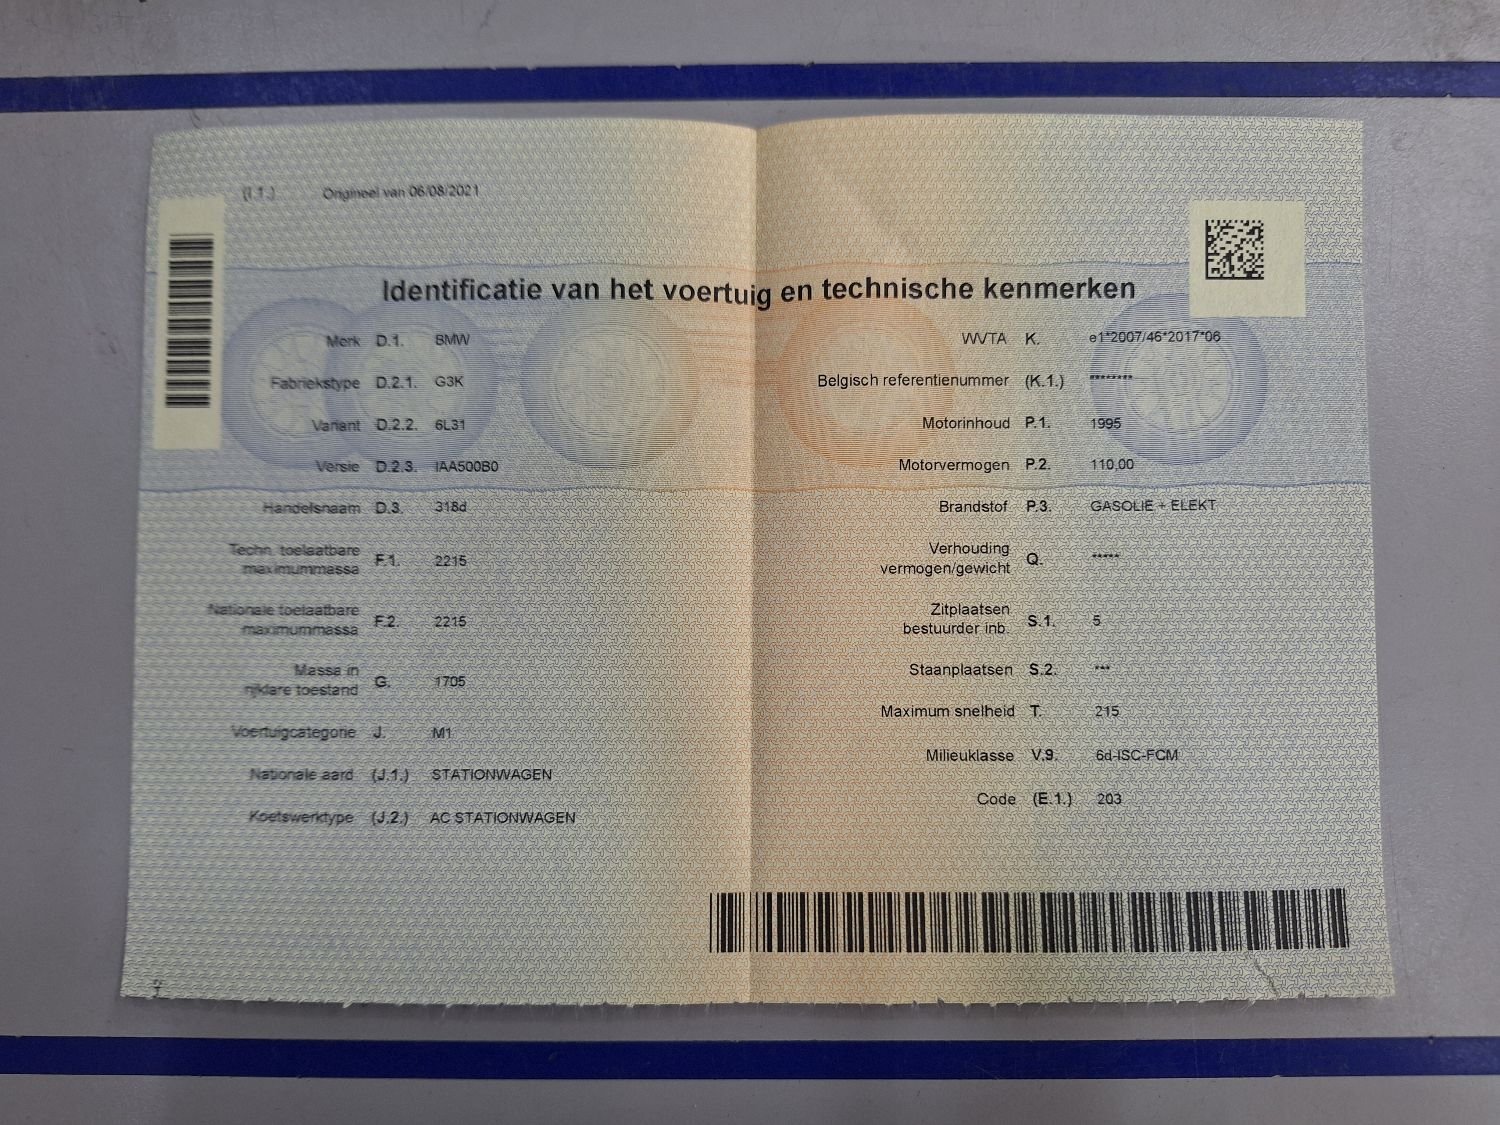 (I.1.) Origineel van 06/08/2021
Identificatie van het voertuig en technische kenmerken
Merk D.1. BMW
Fabriekstype D.2.1. G3K
Variant D.2.2. 6L31
Versie D.2.3. IAA500B0
Handelsnaam D.3. 318d
Techn. toelaatbare
maximummassa F.1. 2215
Nationale toelaatbare
maximummassa F.2. 2215
Massa in
rijklare toestand G. 1705
Voertuigcategorie J. M1
Nationale aard (J.1.) STATIONWAGEN
Koetswerktype (J.2.) AC STATIONWAGEN
WVTA K. e1*2007/46*2017*06
Belgisch referentienummer (K.1.) ********
Motorinhoud P.1. 1995
Motorvermogen P.2. 110,00
Brandstof P.3. GASOLIE + ELEKT
Verhouding
vermogen/gewicht Q. *****
Zitplaatsen
bestuurder inb. S.1. 5
Staanplaatsen S.2. ***
Maximum snelheid T. 215
Milieuklasse V.9. 6d-ISC-FCM
Code (E.1.) 203